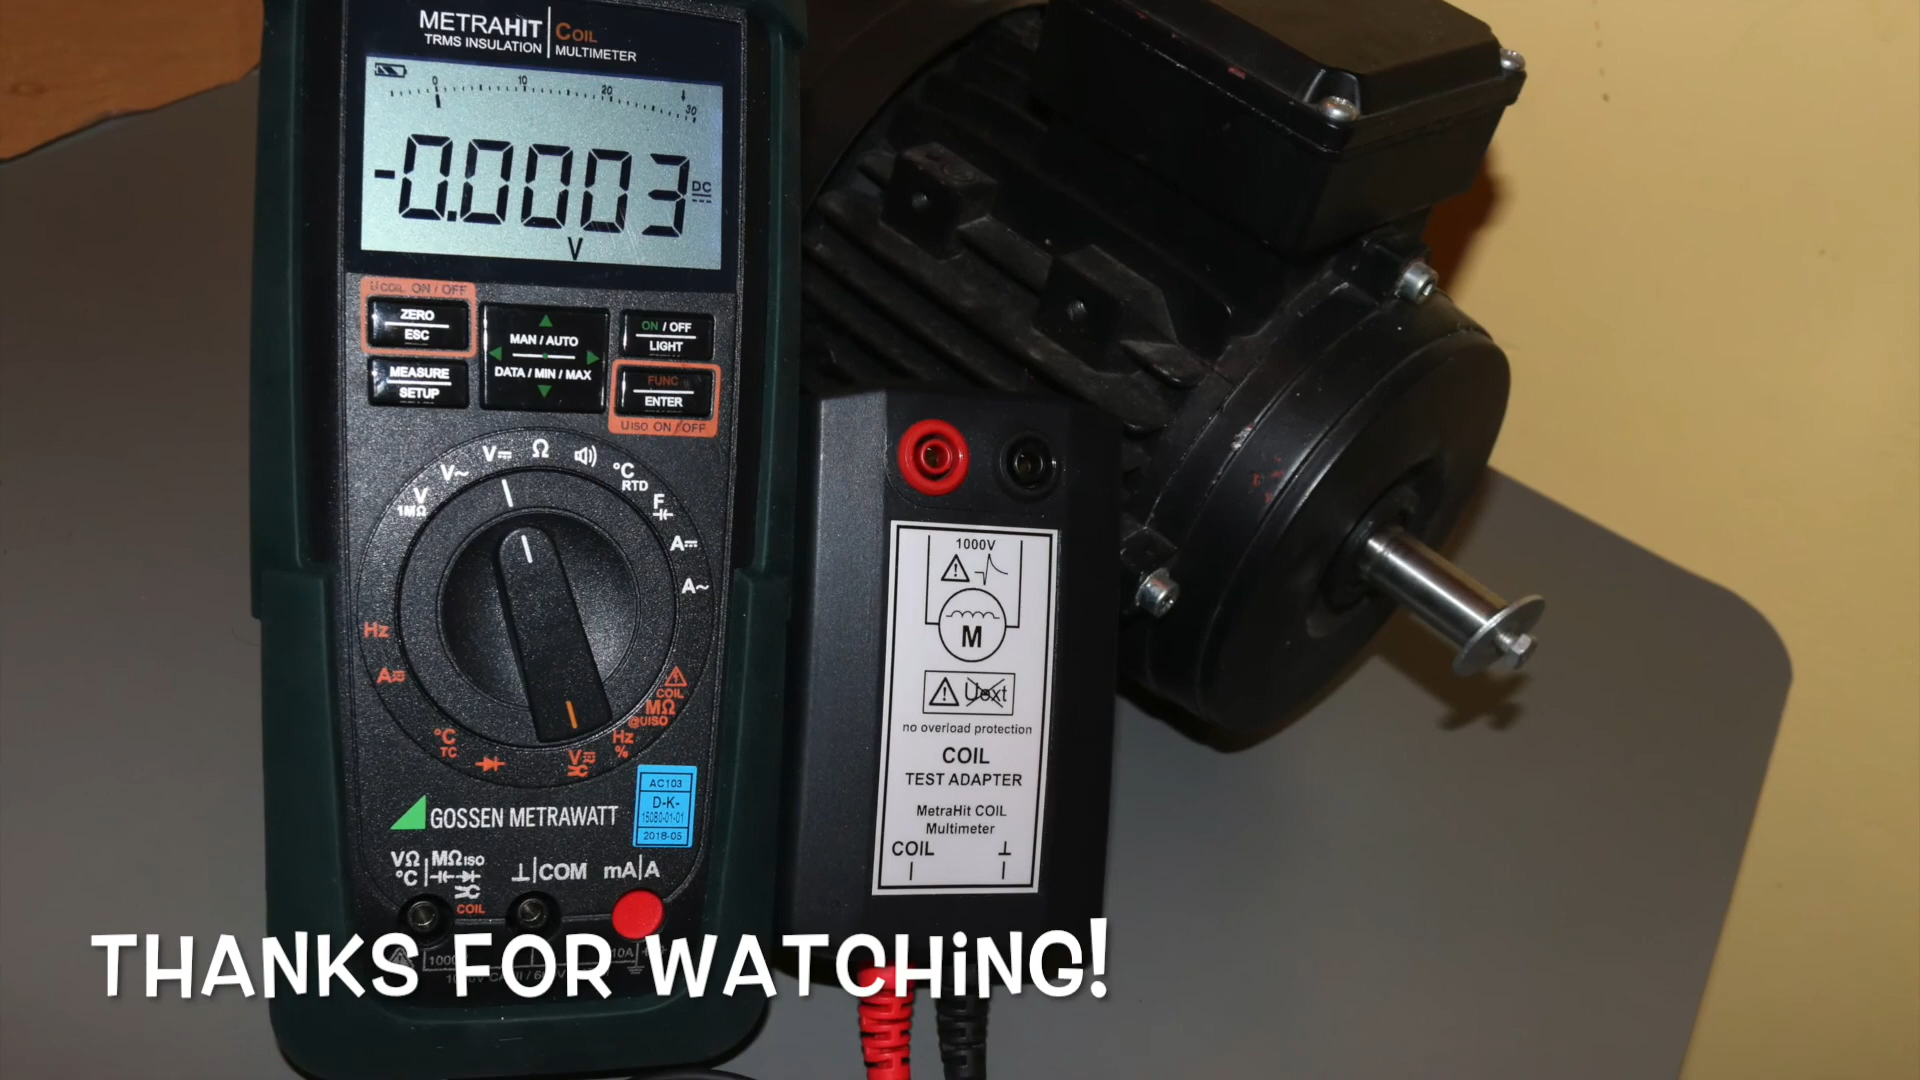 METRAHIT COIL
TRMS INSULATION MULTIMETER
0 10 20 30
-0.0003 DC
V
UCOIL ON / OFF
ZERO
ESC
MAN / AUTO
ON / OFF
LIGHT
MEASURE
SETUP
DATA / MIN / MAX
FUNC
ENTER
UISO ON / OFF
V~ V Ω °C
RTD
V
1MΩ
F
A
A~
Hz
A
COIL
MΩ
@UISO
Hz
%
°C
TC
V
GOSSEN METRAWATT
AC103
D-K-
15080-01-01
2018-05
VΩ MΩISO
°C
COIL
⊥ COM mA A
1000V
M
Uext
no overload protection
COIL
TEST ADAPTER
MetraHit COIL
Multimeter
COIL ⊥
10A
THANKS FOR WATCHiNG!